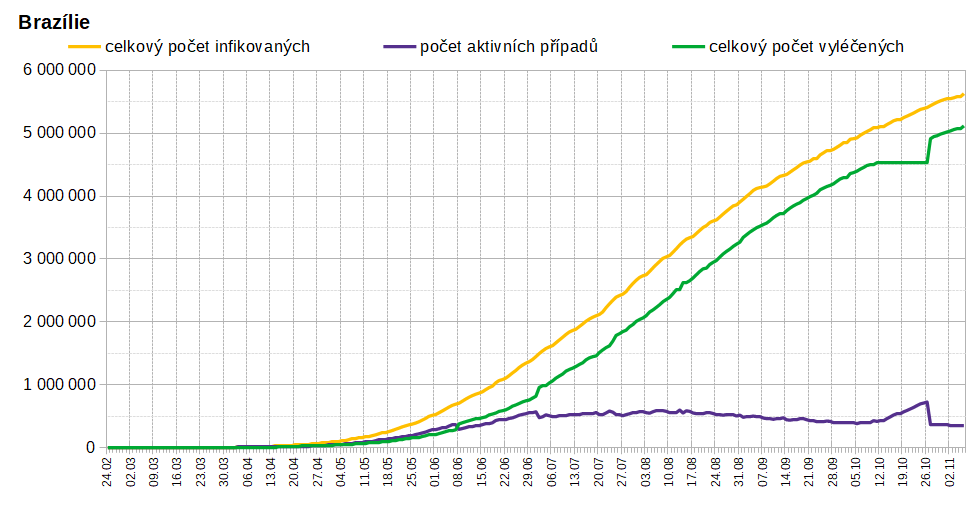 Brazílie
celkový počet infikovaných počet aktivních případů celkový počet vyléčených
6 000 000
5 000 000
4 000 000
3 000 000
2 000 000
1 000 000
0
24.02 02.03 09.03 16.03 23.03 30.03 06.04 13.04 20.04 27.04 04.05 11.05 18.05 25.05 01.06 08.06 15.06 22.06 29.06 06.07 13.07 20.07 27.07 03.08 10.08 17.08 24.08 31.08 07.09 14.09 21.09 28.09 05.10 12.10 19.10 26.10 02.11